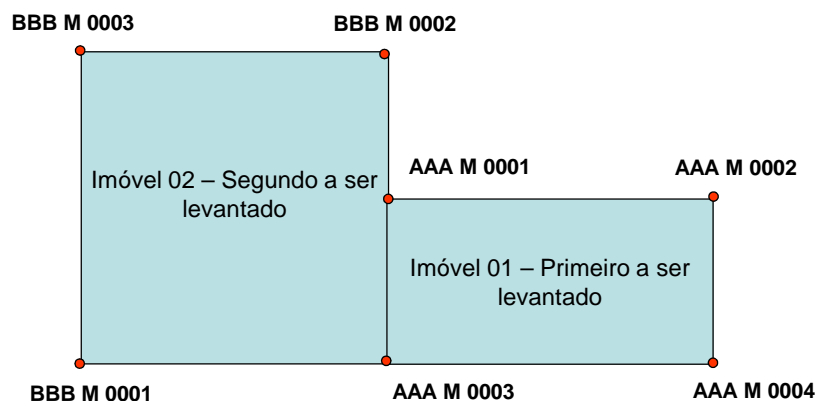 BBB M 0003
BBB M 0002
AAA M 0001
AAA M 0002
Imóvel 02 – Segundo a ser
levantado
Imóvel 01 – Primeiro a ser
levantado
BBB M 0001
AAA M 0003
AAA M 0004